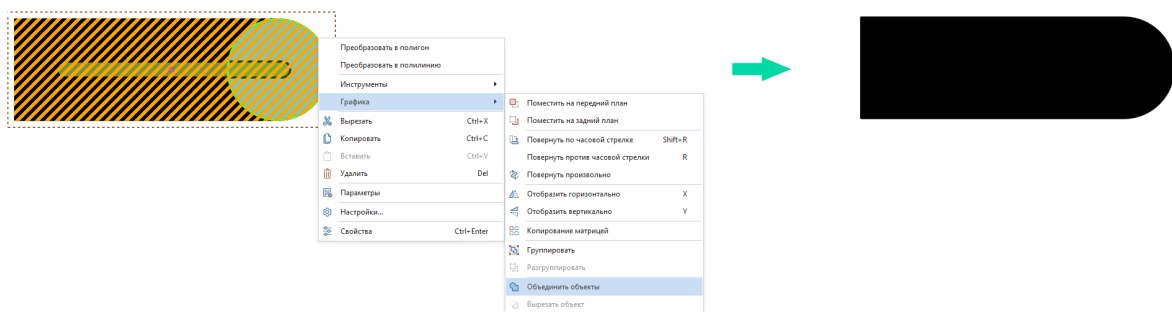 Преобразовать в полигон
Преобразовать в полилинию
Инструменты
Графика
Вырезать Ctrl+X
Копировать Ctrl+C
Вставить Ctrl+V
Удалить Del
Параметры
Настройки...
Свойства Ctrl+Enter
Поместить на передний план
Поместить на задний план
Повернуть по часовой стрелке Shift+R
Повернуть против часовой стрелки R
Повернуть произвольно
Отобразить горизонтально X
Отобразить вертикально Y
Копирование матрицей
Группировать
Разгруппировать
Объединить объекты
Вырезать объект